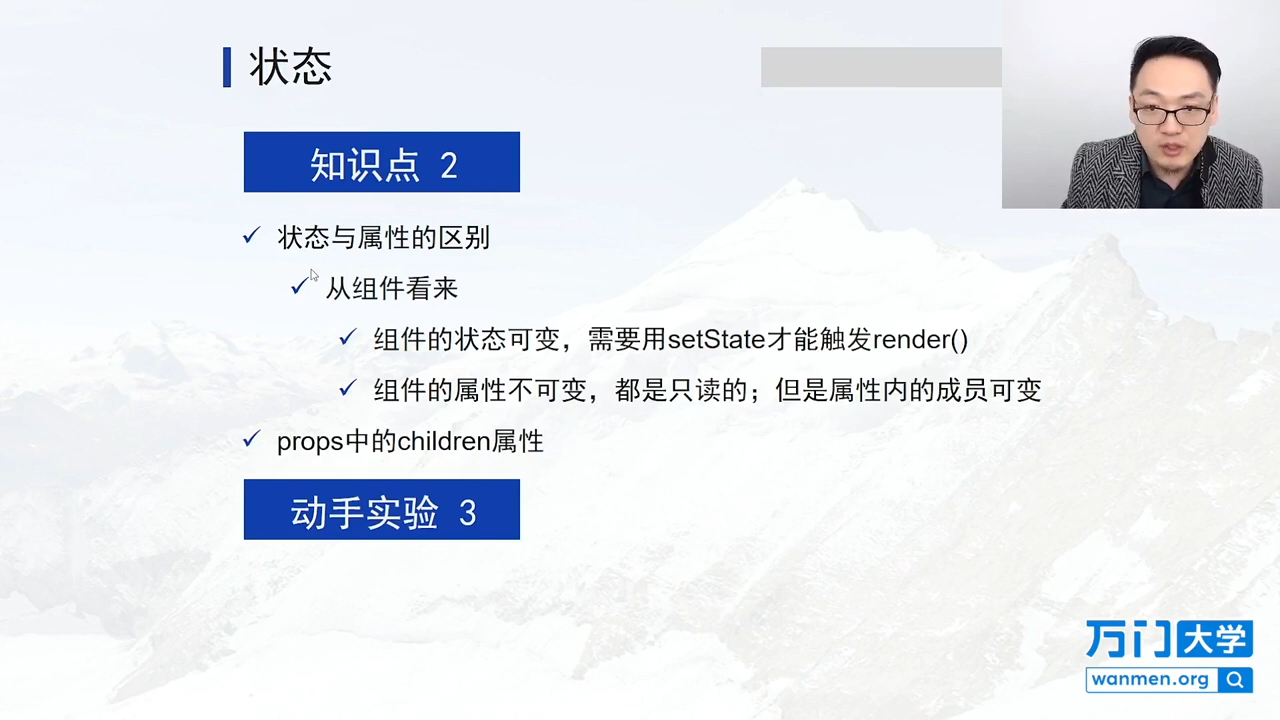 状态
知识点 2
状态与属性的区别
从组件看来
组件的状态可变，需要用setState才能触发render()
组件的属性不可变，都是只读的；但是属性内的成员可变
props中的children属性
动手实验 3
万门大学
wanmen.org